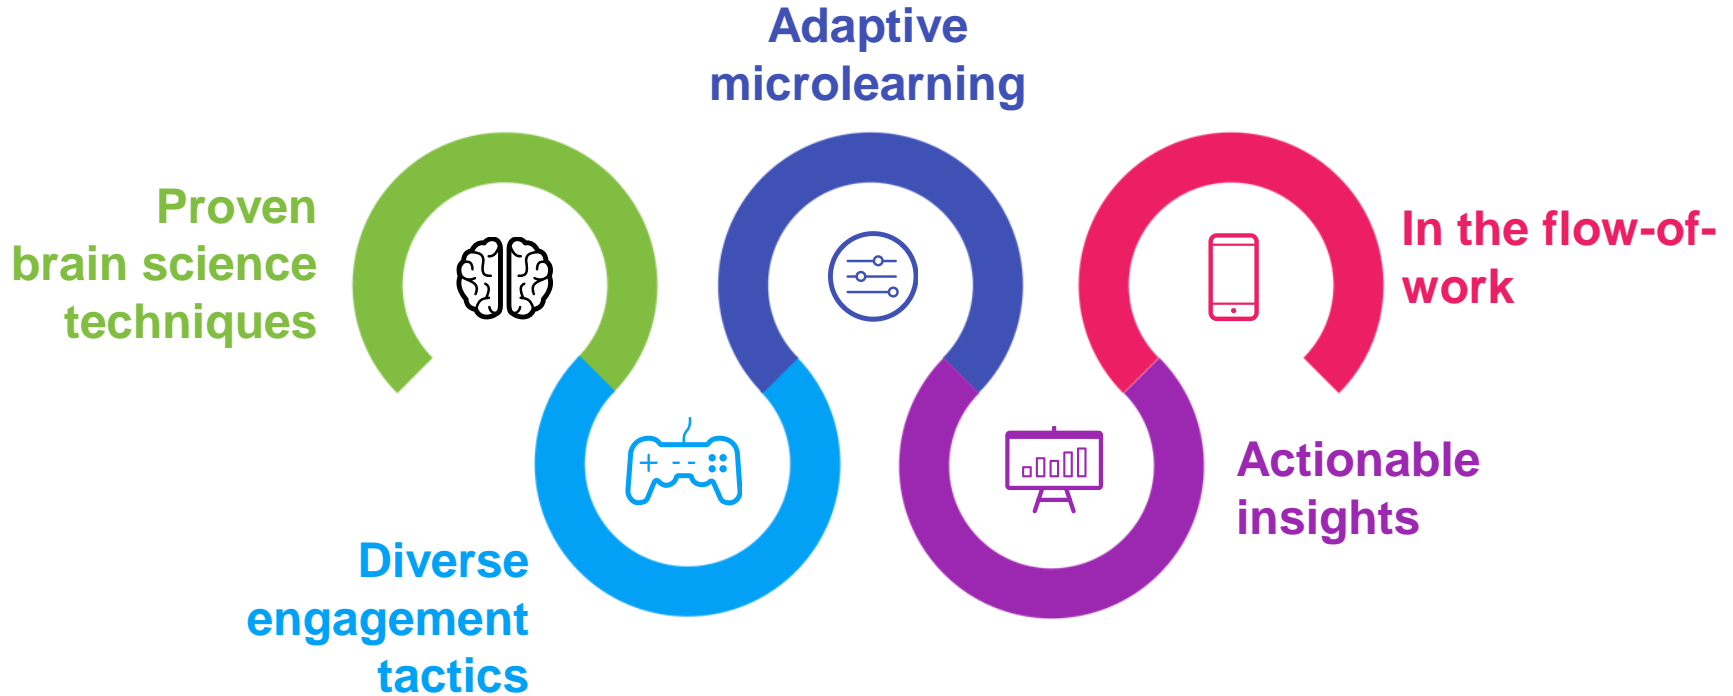 Proven
brain science
techniques
Diverse
engagement
tactics
Adaptive
microlearning
Actionable
insights
In the flow-of-
work